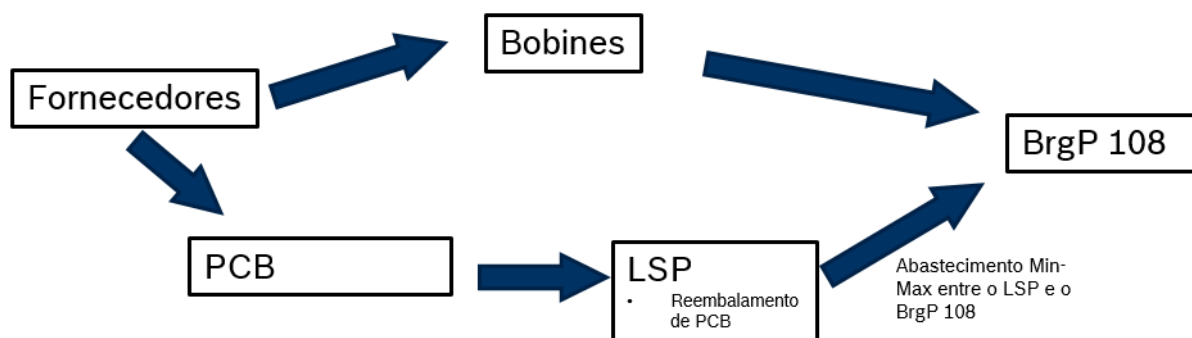 Bobines
Fornecedores
BrgP 108
PCB
LSP
• Reembalamento
de PCB
Abastecimento Min-
Max entre o LSP e o
BrgP 108